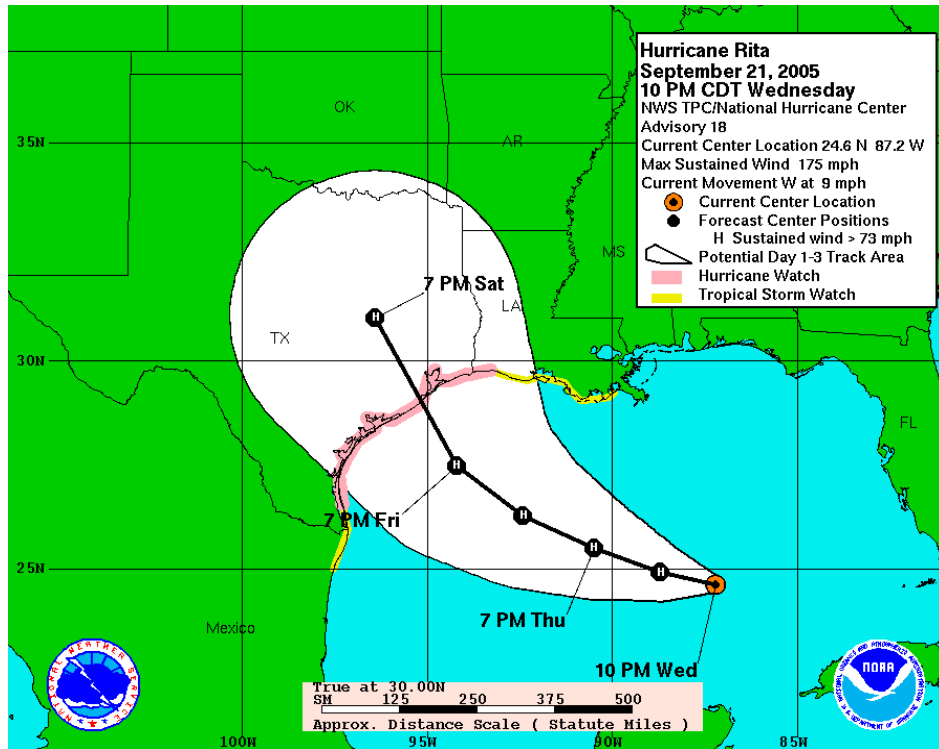 Hurricane Rita
September 21, 2005
10 PM CDT Wednesday
NWS TPC/National Hurricane Center
Advisory 18
Current Center Location 24.6 N 87.2 W
Max Sustained Wind 175 mph
Current Movement W at 9 mph
Current Center Location
Forecast Center Positions
H Sustained wind > 73 mph
Potential Day 1-3 Track Area
Hurricane Watch
Tropical Storm Watch
OK
35N
AR
MS
7 PM Sat
LA
TX
30N
FL
H
H
7 PM Fri
H
H
H
25N
7 PM Thu
Mexico
10 PM Wed
NATIONAL WEATHER SERVICE
NOAA
True at 30.00N
SM 125 250 375 500
Approx. Distance Scale ( Statute Miles )
100W 95W 90W 85W